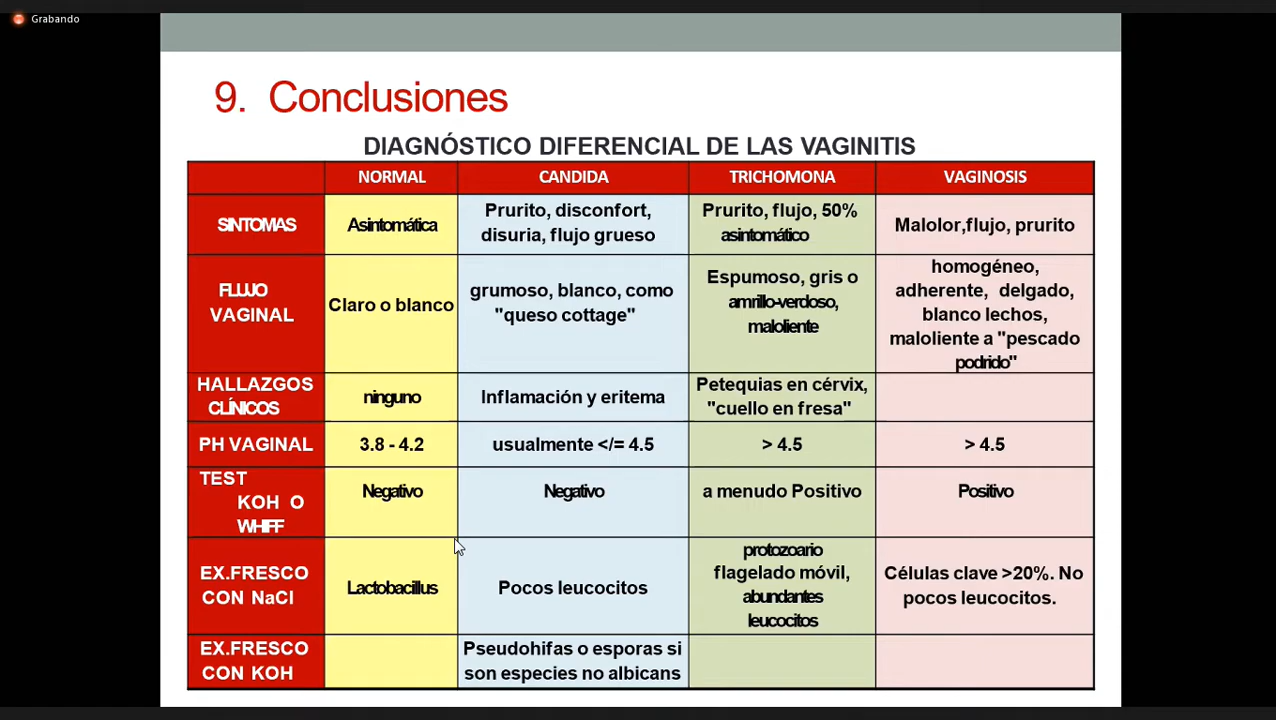 Grabando
9. Conclusiones
DIAGNÓSTICO DIFERENCIAL DE LAS VAGINITIS
NORMAL CANDIDA TRICHOMONA VAGINOSIS
SINTOMAS
Asintomática
Prurito, disconfort,
disuria, flujo grueso
Prurito, flujo, 50%
asintomático
Malolor,flujo, prurito
FLUJO
VAGINAL
Claro o blanco
grumoso, blanco, como
"queso cottage"
Espumoso, gris o
amrillo-verdoso,
maloliente
homogéneo,
adherente, delgado,
blanco lechos,
maloliente a "pescado
podrido"
HALLAZGOS
CLÍNICOS
ninguno
Inflamación y eritema
Petequias en cérvix,
"cuello en fresa"
PH VAGINAL
3.8 - 4.2
usualmente </= 4.5
> 4.5
> 4.5
TEST
KOH O
WHIFF
Negativo
Negativo
a menudo Positivo
Positivo
EX.FRESCO
CON NaCl
Lactobacillus
Pocos leucocitos
protozoario
flagelado móvil,
abundantes
leucocitos
Células clave >20%. No
pocos leucocitos.
EX.FRESCO
CON KOH
Pseudohifas o esporas si
son especies no albicans